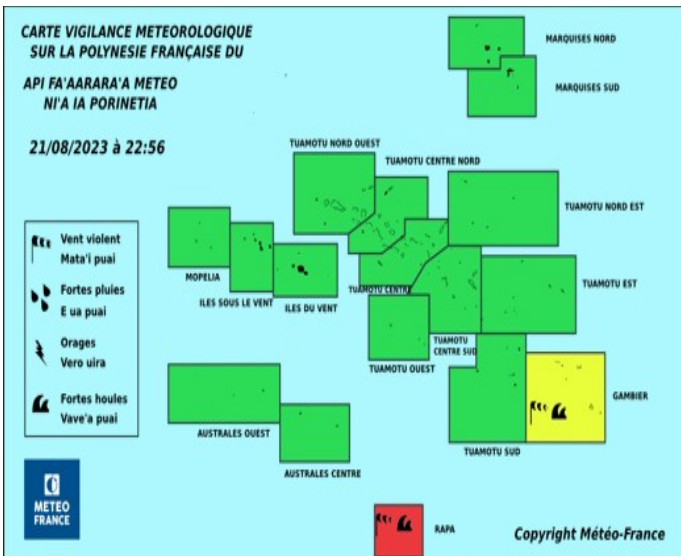 CARTE VIGILANCE METEOROLOGIQUE
SUR LA POLYNESIE FRANÇAISE DU
API FA'AARARA'A METEO
NI'A IA PORINETIA
21/08/2023 à 22:56
MARQUISES NORD
MARQUISES SUD
TUAMOTU NORD OUEST
TUAMOTU CENTRE NORD
TUAMOTU NORD EST
Vent violent
Mata'i puai
Fortes pluies
E ua puai
Orages
Vero uira
Fortes houles
Vave'a puai
MOPELIA
ILES SOUS LE VENT
ILES DU VENT
TUAMOTU CENTRE
TUAMOTU EST
TUAMOTU
CENTRE SUD
TUAMOTU OUEST
GAMBIER
AUSTRALES OUEST
TUAMOTU SUD
AUSTRALES CENTRE
METEO
FRANCE
RAPA
Copyright Météo-France